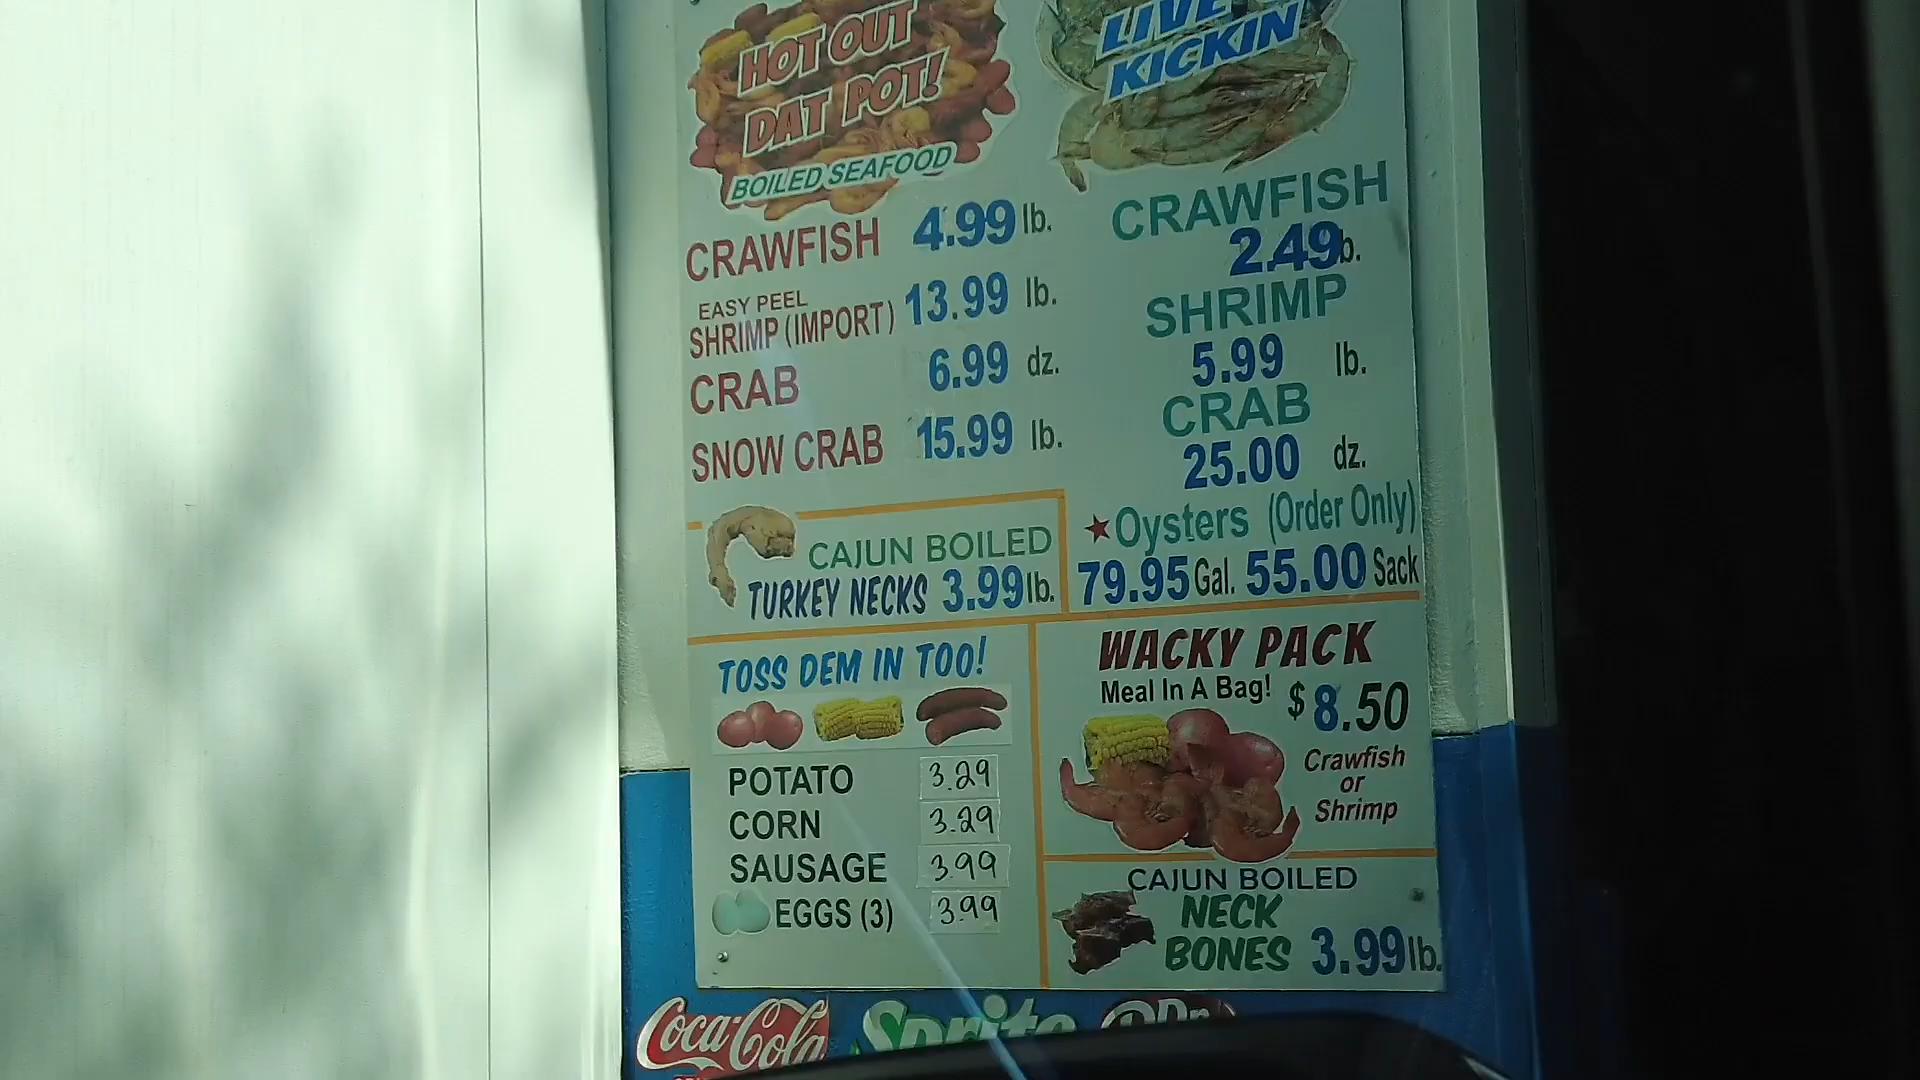 HOT OUT
DAT POT!
BOILED SEAFOOD
CRAWFISH 4.99 lb.
EASY PEEL
SHRIMP (IMPORT) 13.99 lb.
CRAB 6.99 dz.
SNOW CRAB 15.99 lb.
LIVE
KICKIN
CRAWFISH
2.49 lb.
SHRIMP
5.99 lb.
CRAB
25.00 dz.
CAJUN BOILED
TURKEY NECKS 3.99 lb.
Oysters (Order Only)
79.95 Gal. 55.00 Sack
TOSS DEM IN TOO!
POTATO 3.29
CORN 3.29
SAUSAGE 3.99
EGGS (3) 3.99
WACKY PACK
Meal In A Bag! $8.50
Crawfish
or
Shrimp
CAJUN BOILED
NECK
BONES 3.99 lb.
Coca-Cola Sprite Dr